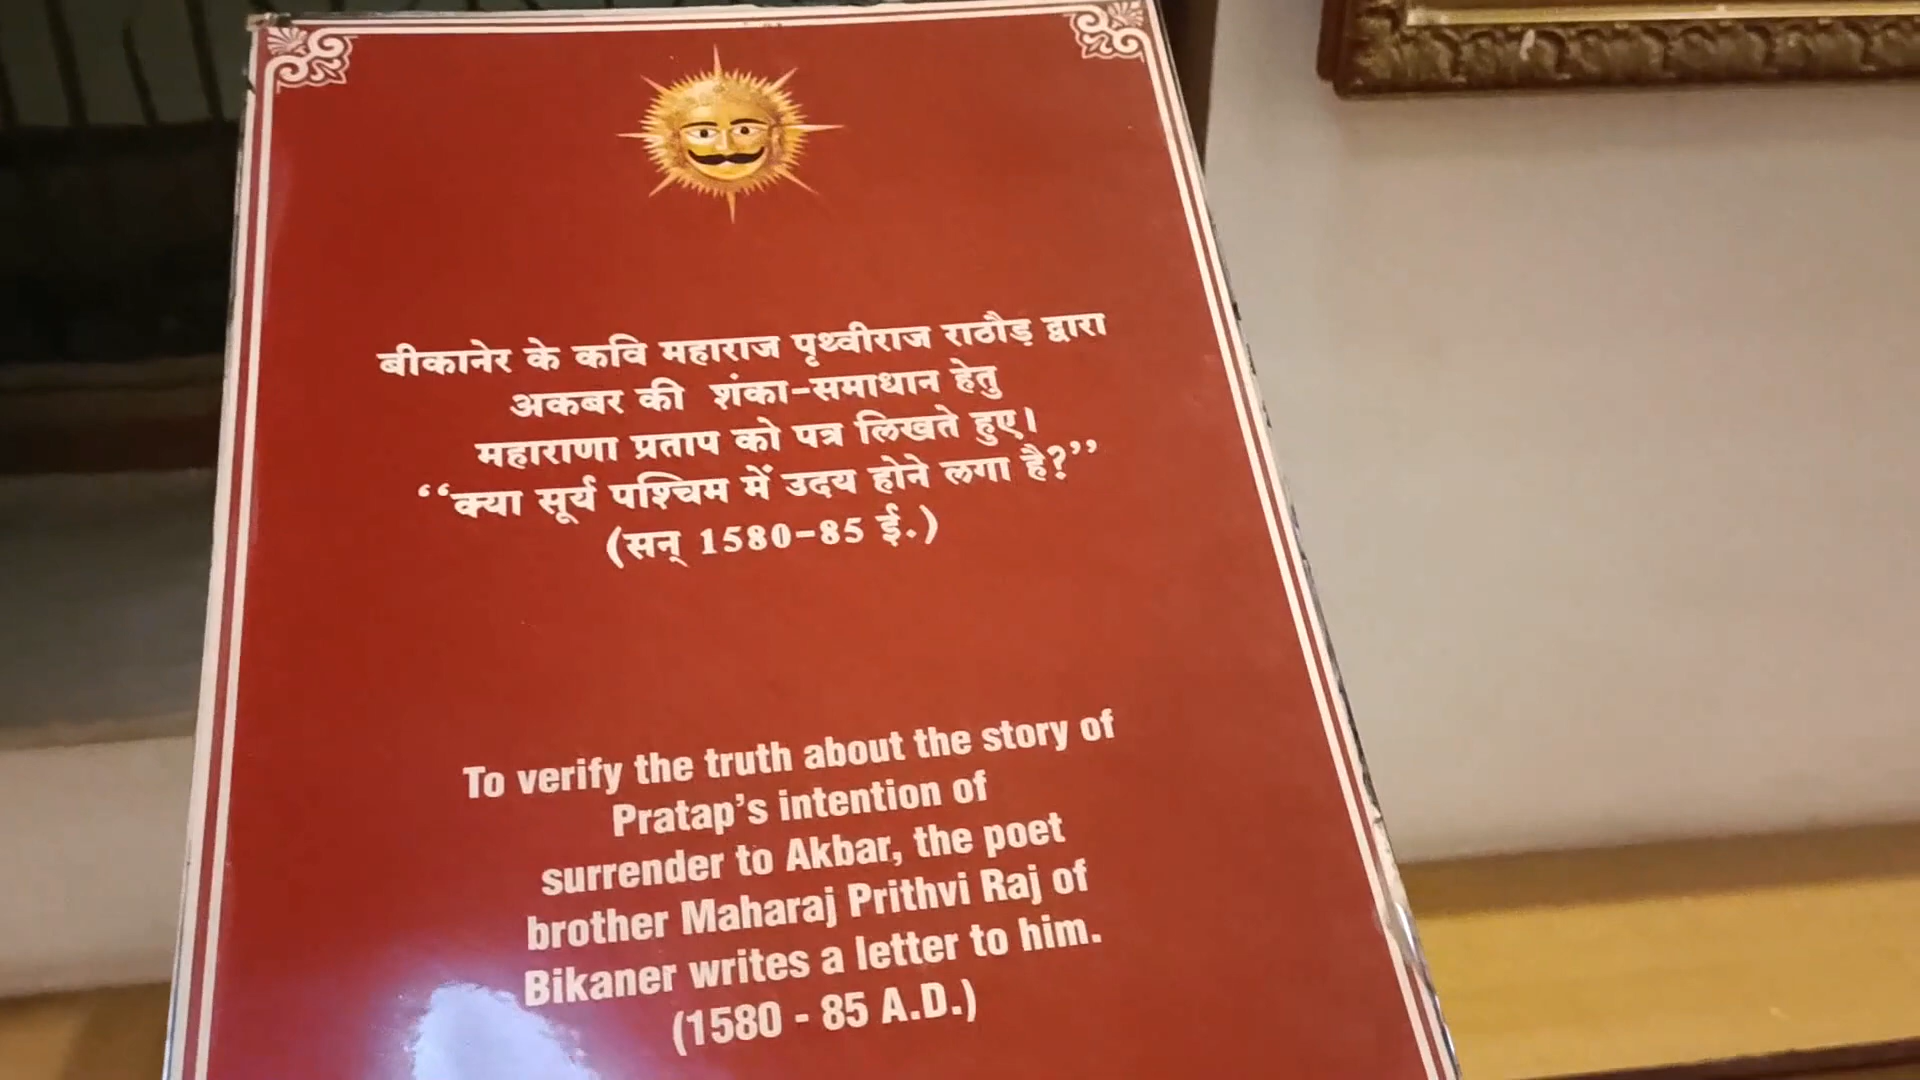 बीकानेर के कवि महाराज पृथ्वीराज राठौड़ द्वारा
अकबर की शंका-समाधान हेतु
महाराणा प्रताप को पत्र लिखते हुए।
“क्या सूर्य पश्चिम में उदय होने लगा है?”
(सन् 1580-85 ई.)
To verify the truth about the story of
Pratap's intention of
surrender to Akbar, the poet
brother Maharaj Prithvi Raj of
Bikaner writes a letter to him.
(1580 - 85 A.D.)